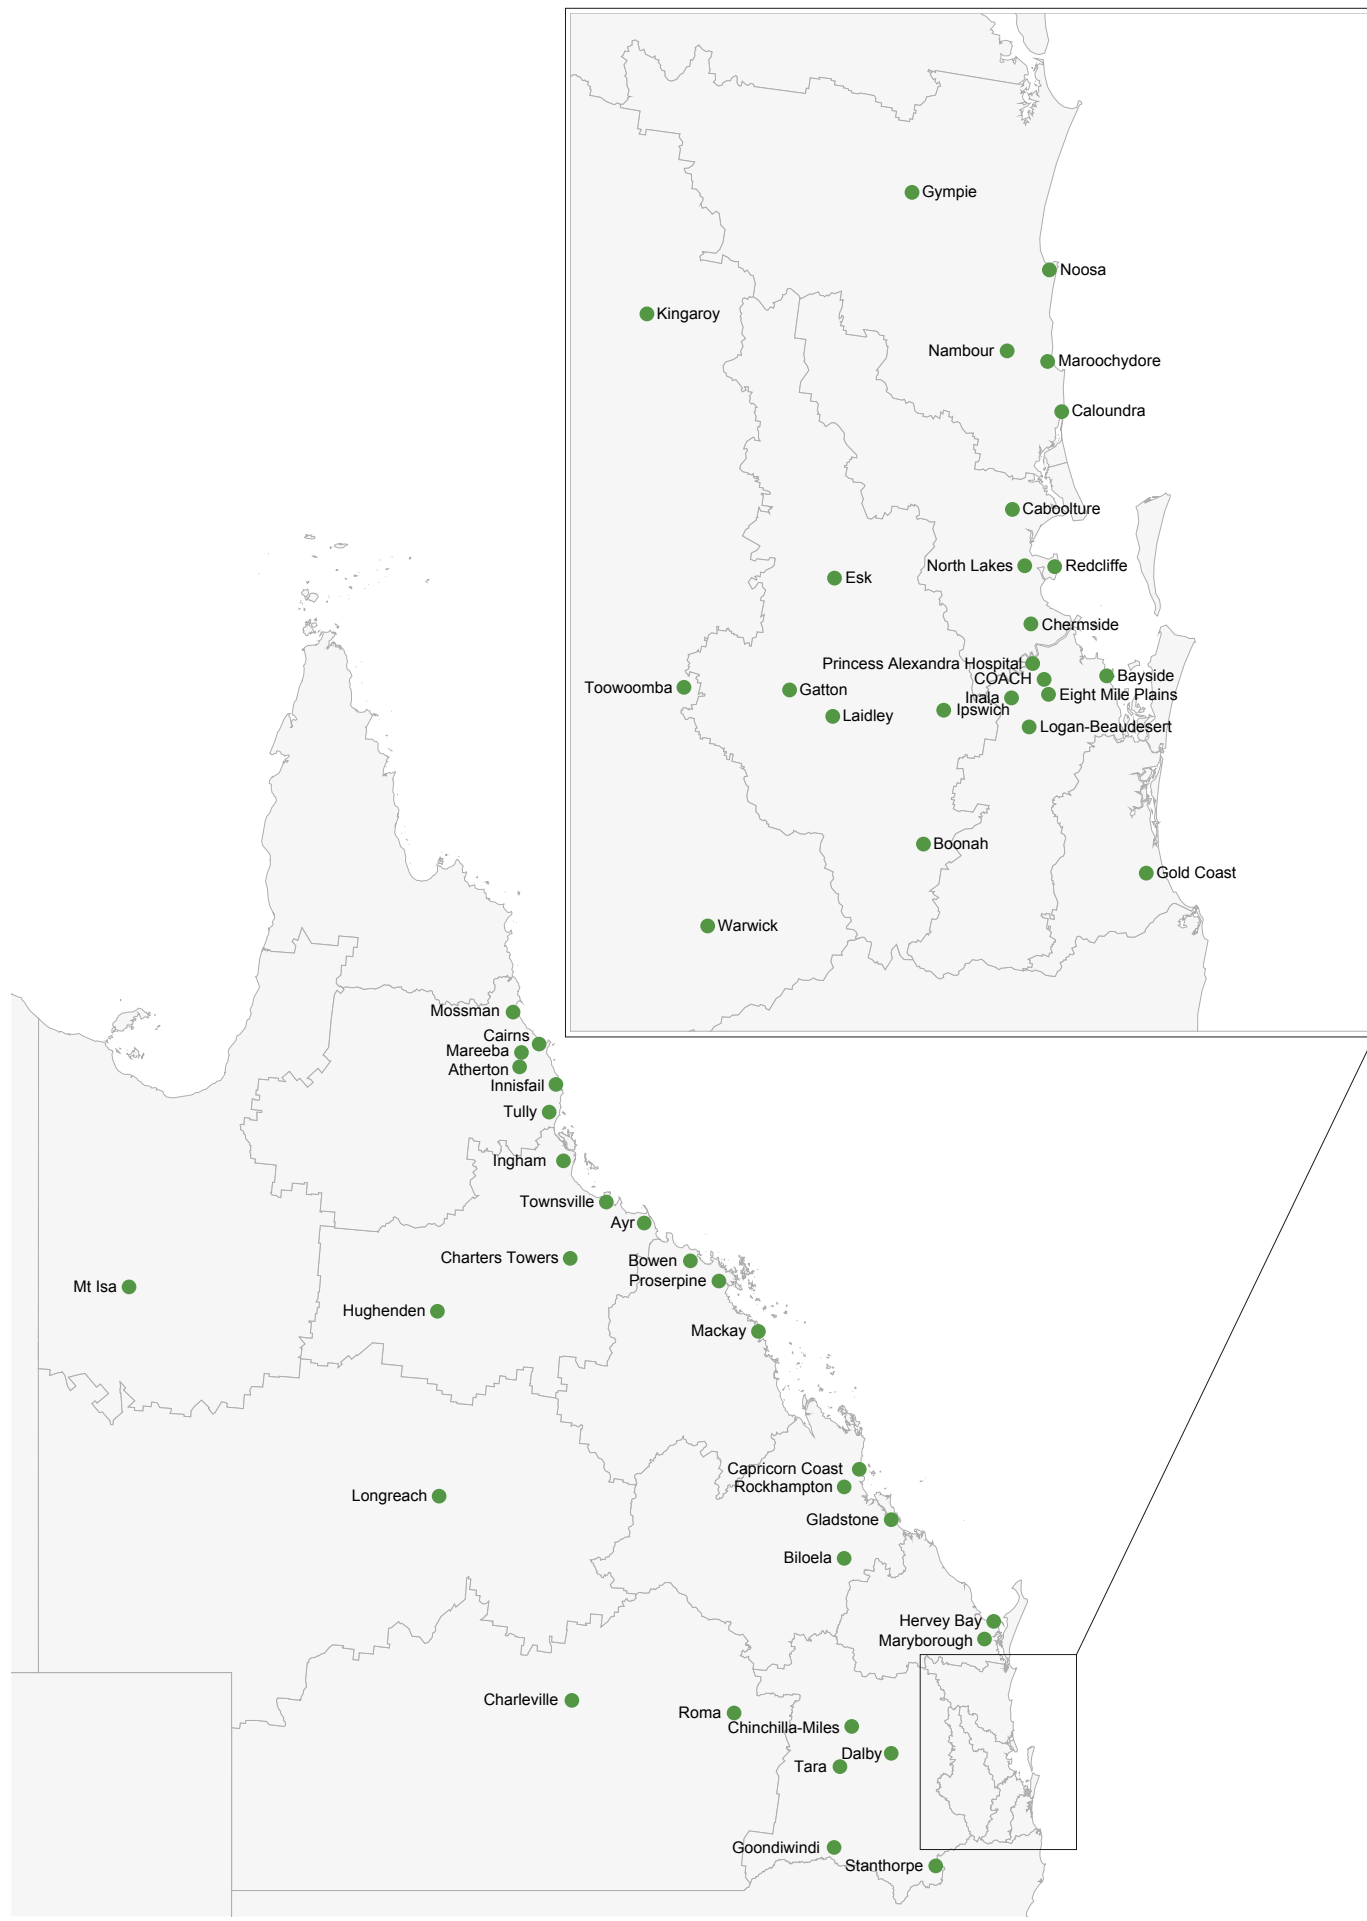 Gympie
Noosa
Kingaroy
Nambour
Maroochydore
Caloundra
Caboolture
North Lakes
Redcliffe
Esk
Chermside
Princess Alexandra Hospital
COACH
Bayside
Toowoomba
Gatton
Inala
Eight Mile Plains
Laidley
Ipswich
Logan-Beaudesert
Boonah
Gold Coast
Warwick
Mossman
Cairns
Mareeba
Atherton
Innisfail
Tully
Ingham
Townsville
Ayr
Charters Towers
Bowen
Proserpine
Mt Isa
Hughenden
Mackay
Capricorn Coast
Rockhampton
Longreach
Gladstone
Biloela
Hervey Bay
Maryborough
Charleville
Roma
Chinchilla-Miles
Dalby
Tara
Goondiwindi
Stanthorpe